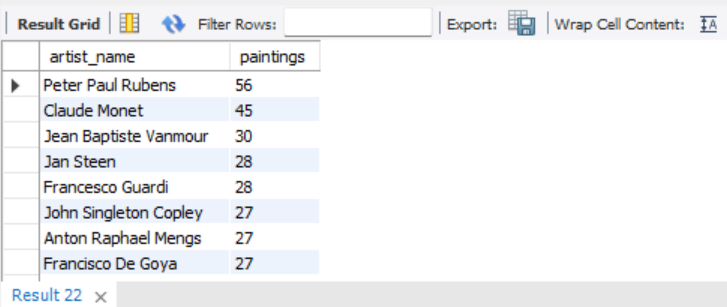 Result Grid Filter Rows: Export: Wrap Cell Content: IA
artist_name paintings
Peter Paul Rubens 56
Claude Monet 45
Jean Baptiste Vanmour 30
Jan Steen 28
Francesco Guardi 28
John Singleton Copley 27
Anton Raphael Mengs 27
Francisco De Goya 27
Result 22 ×